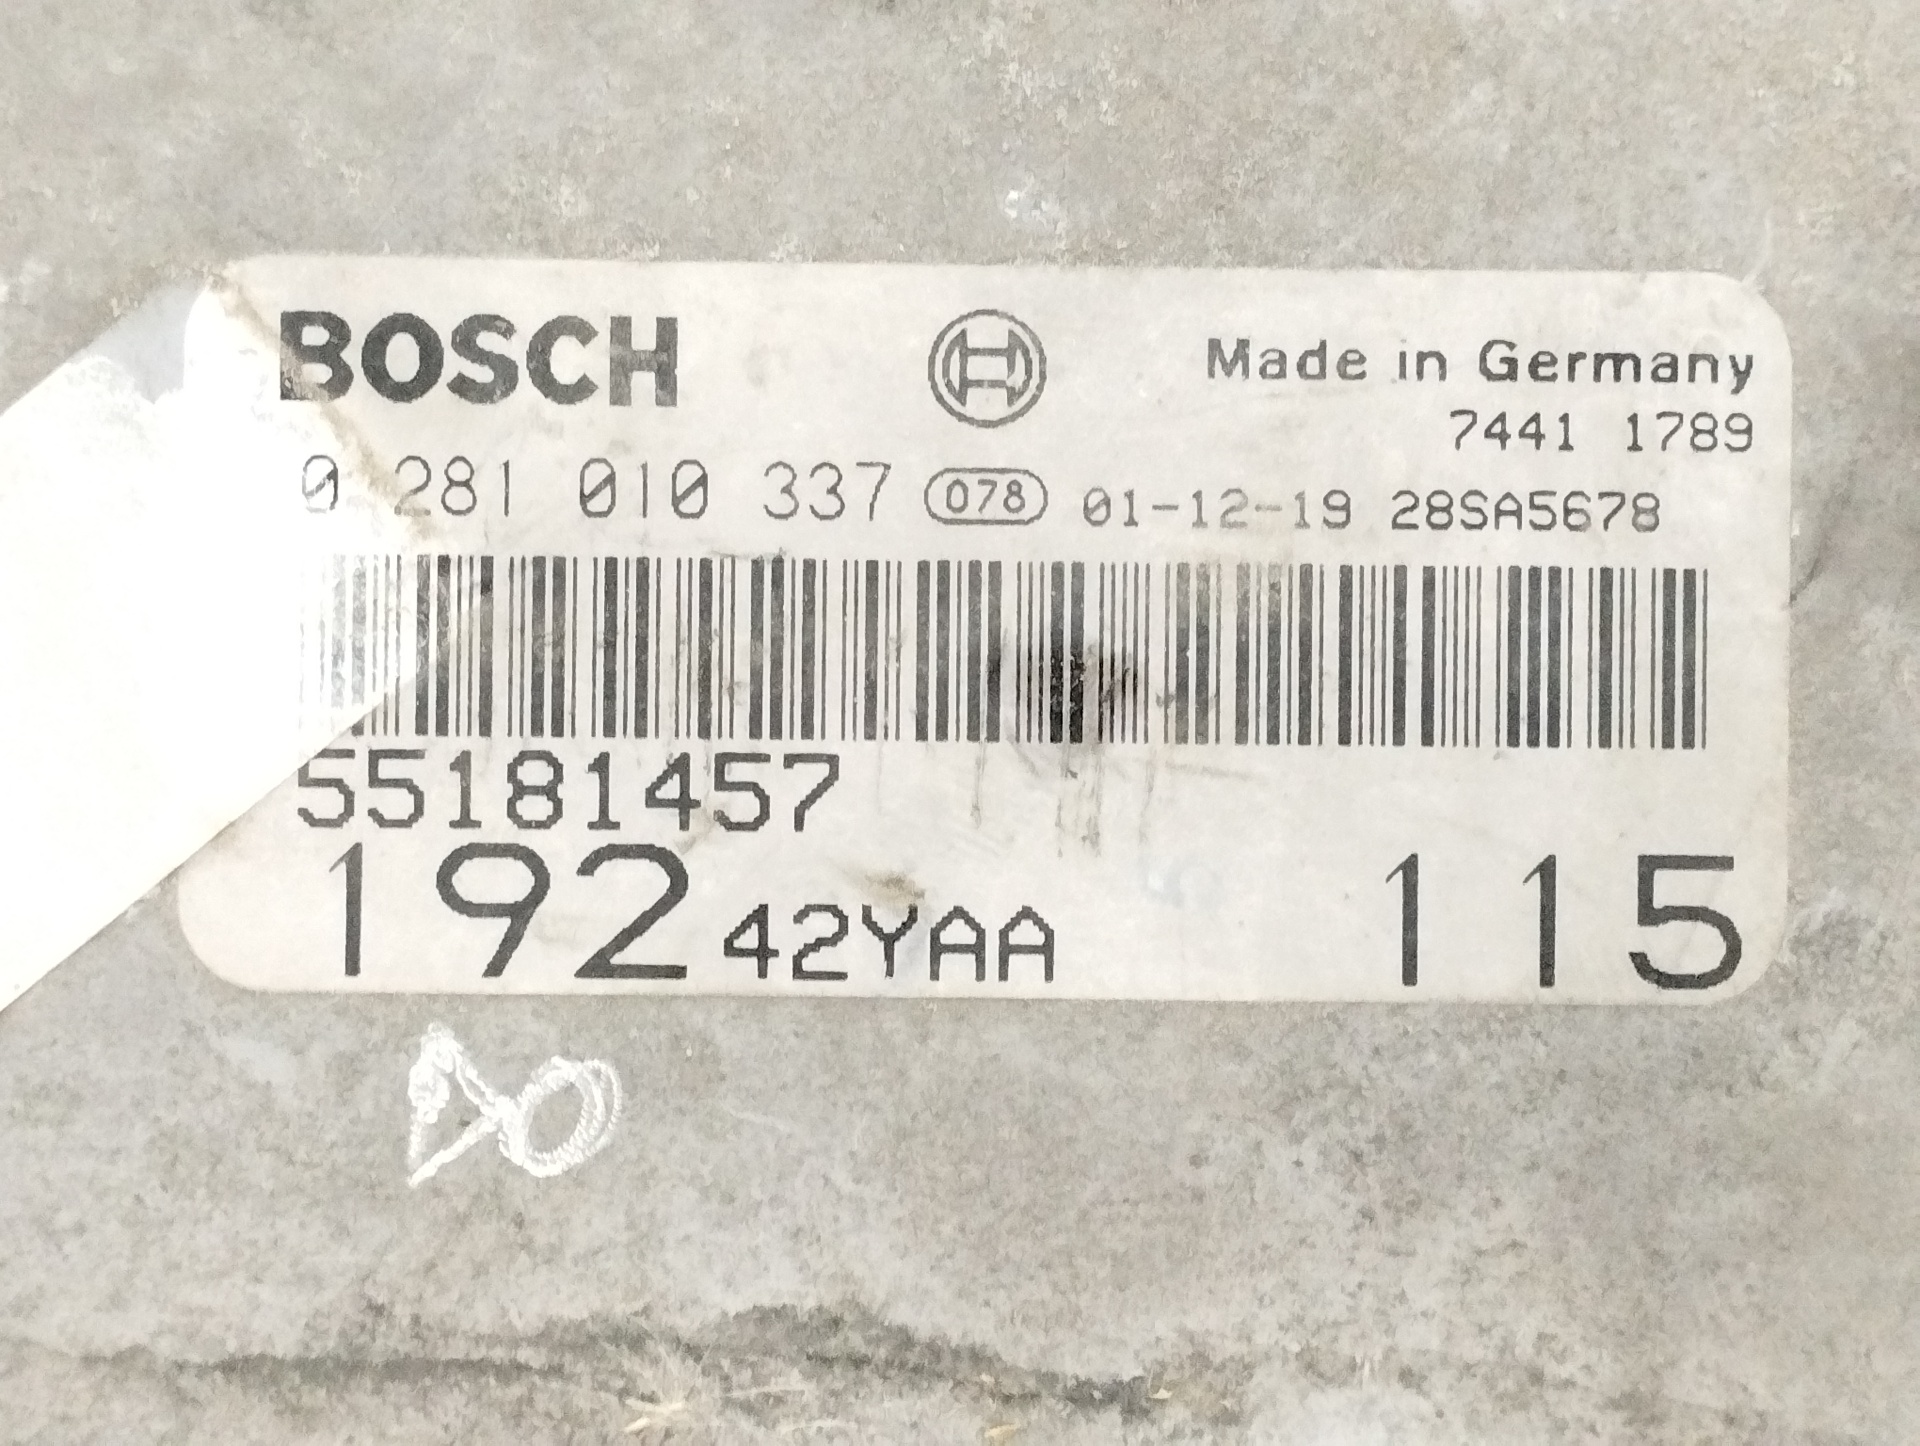 BOSCH
Made in Germany
7441 1789
0 281 010 337 078 01-12-19 28SA5678
55181457
192 42YAA 115